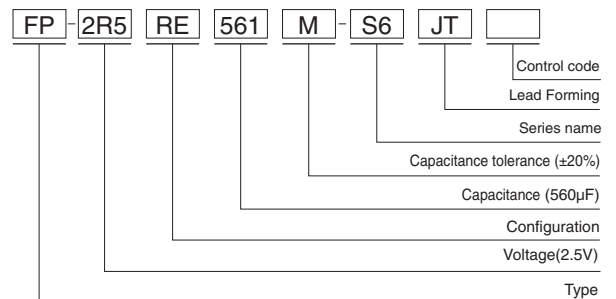 FP-2R5 RE 561 M-S6 JT
Control code
Lead Forming
Series name
Capacitance tolerance (±20%)
Capacitance (560µF)
Configuration
Voltage(2.5V)
Type